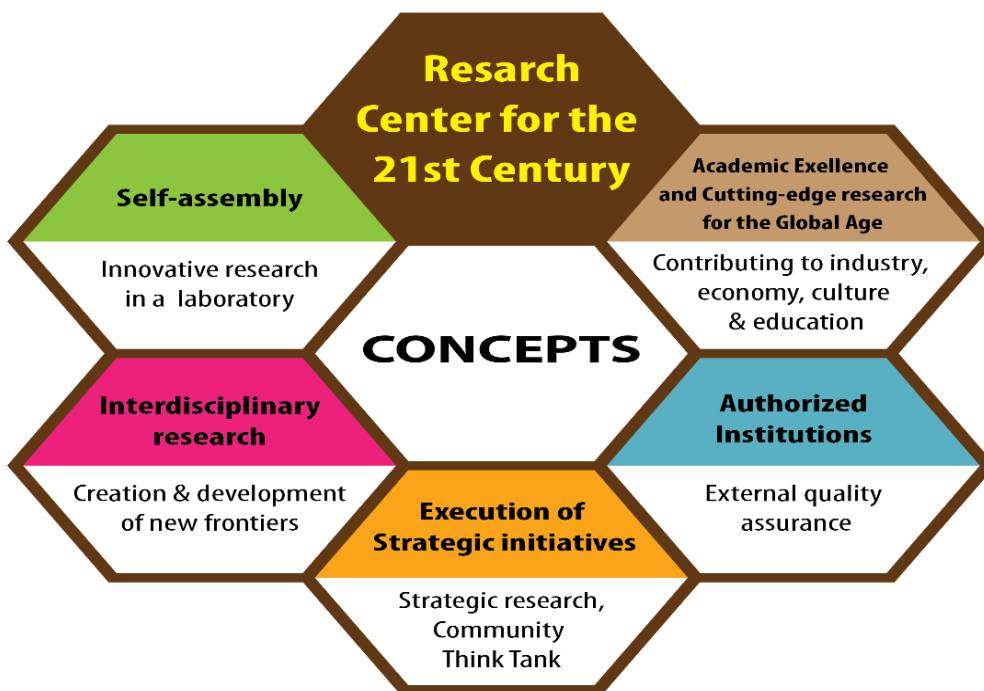 Resarch
Center for the
21st Century
Self-assembly
Innovative research
in a laboratory
Academic Exellence
and Cutting-edge research
for the Global Age
Contributing to industry,
economy, culture
& education
CONCEPTS
Interdisciplinary
research
Creation & development
of new frontiers
Authorized
Institutions
External quality
assurance
Execution of
Strategic initiatives
Strategic research,
Community
Think Tank